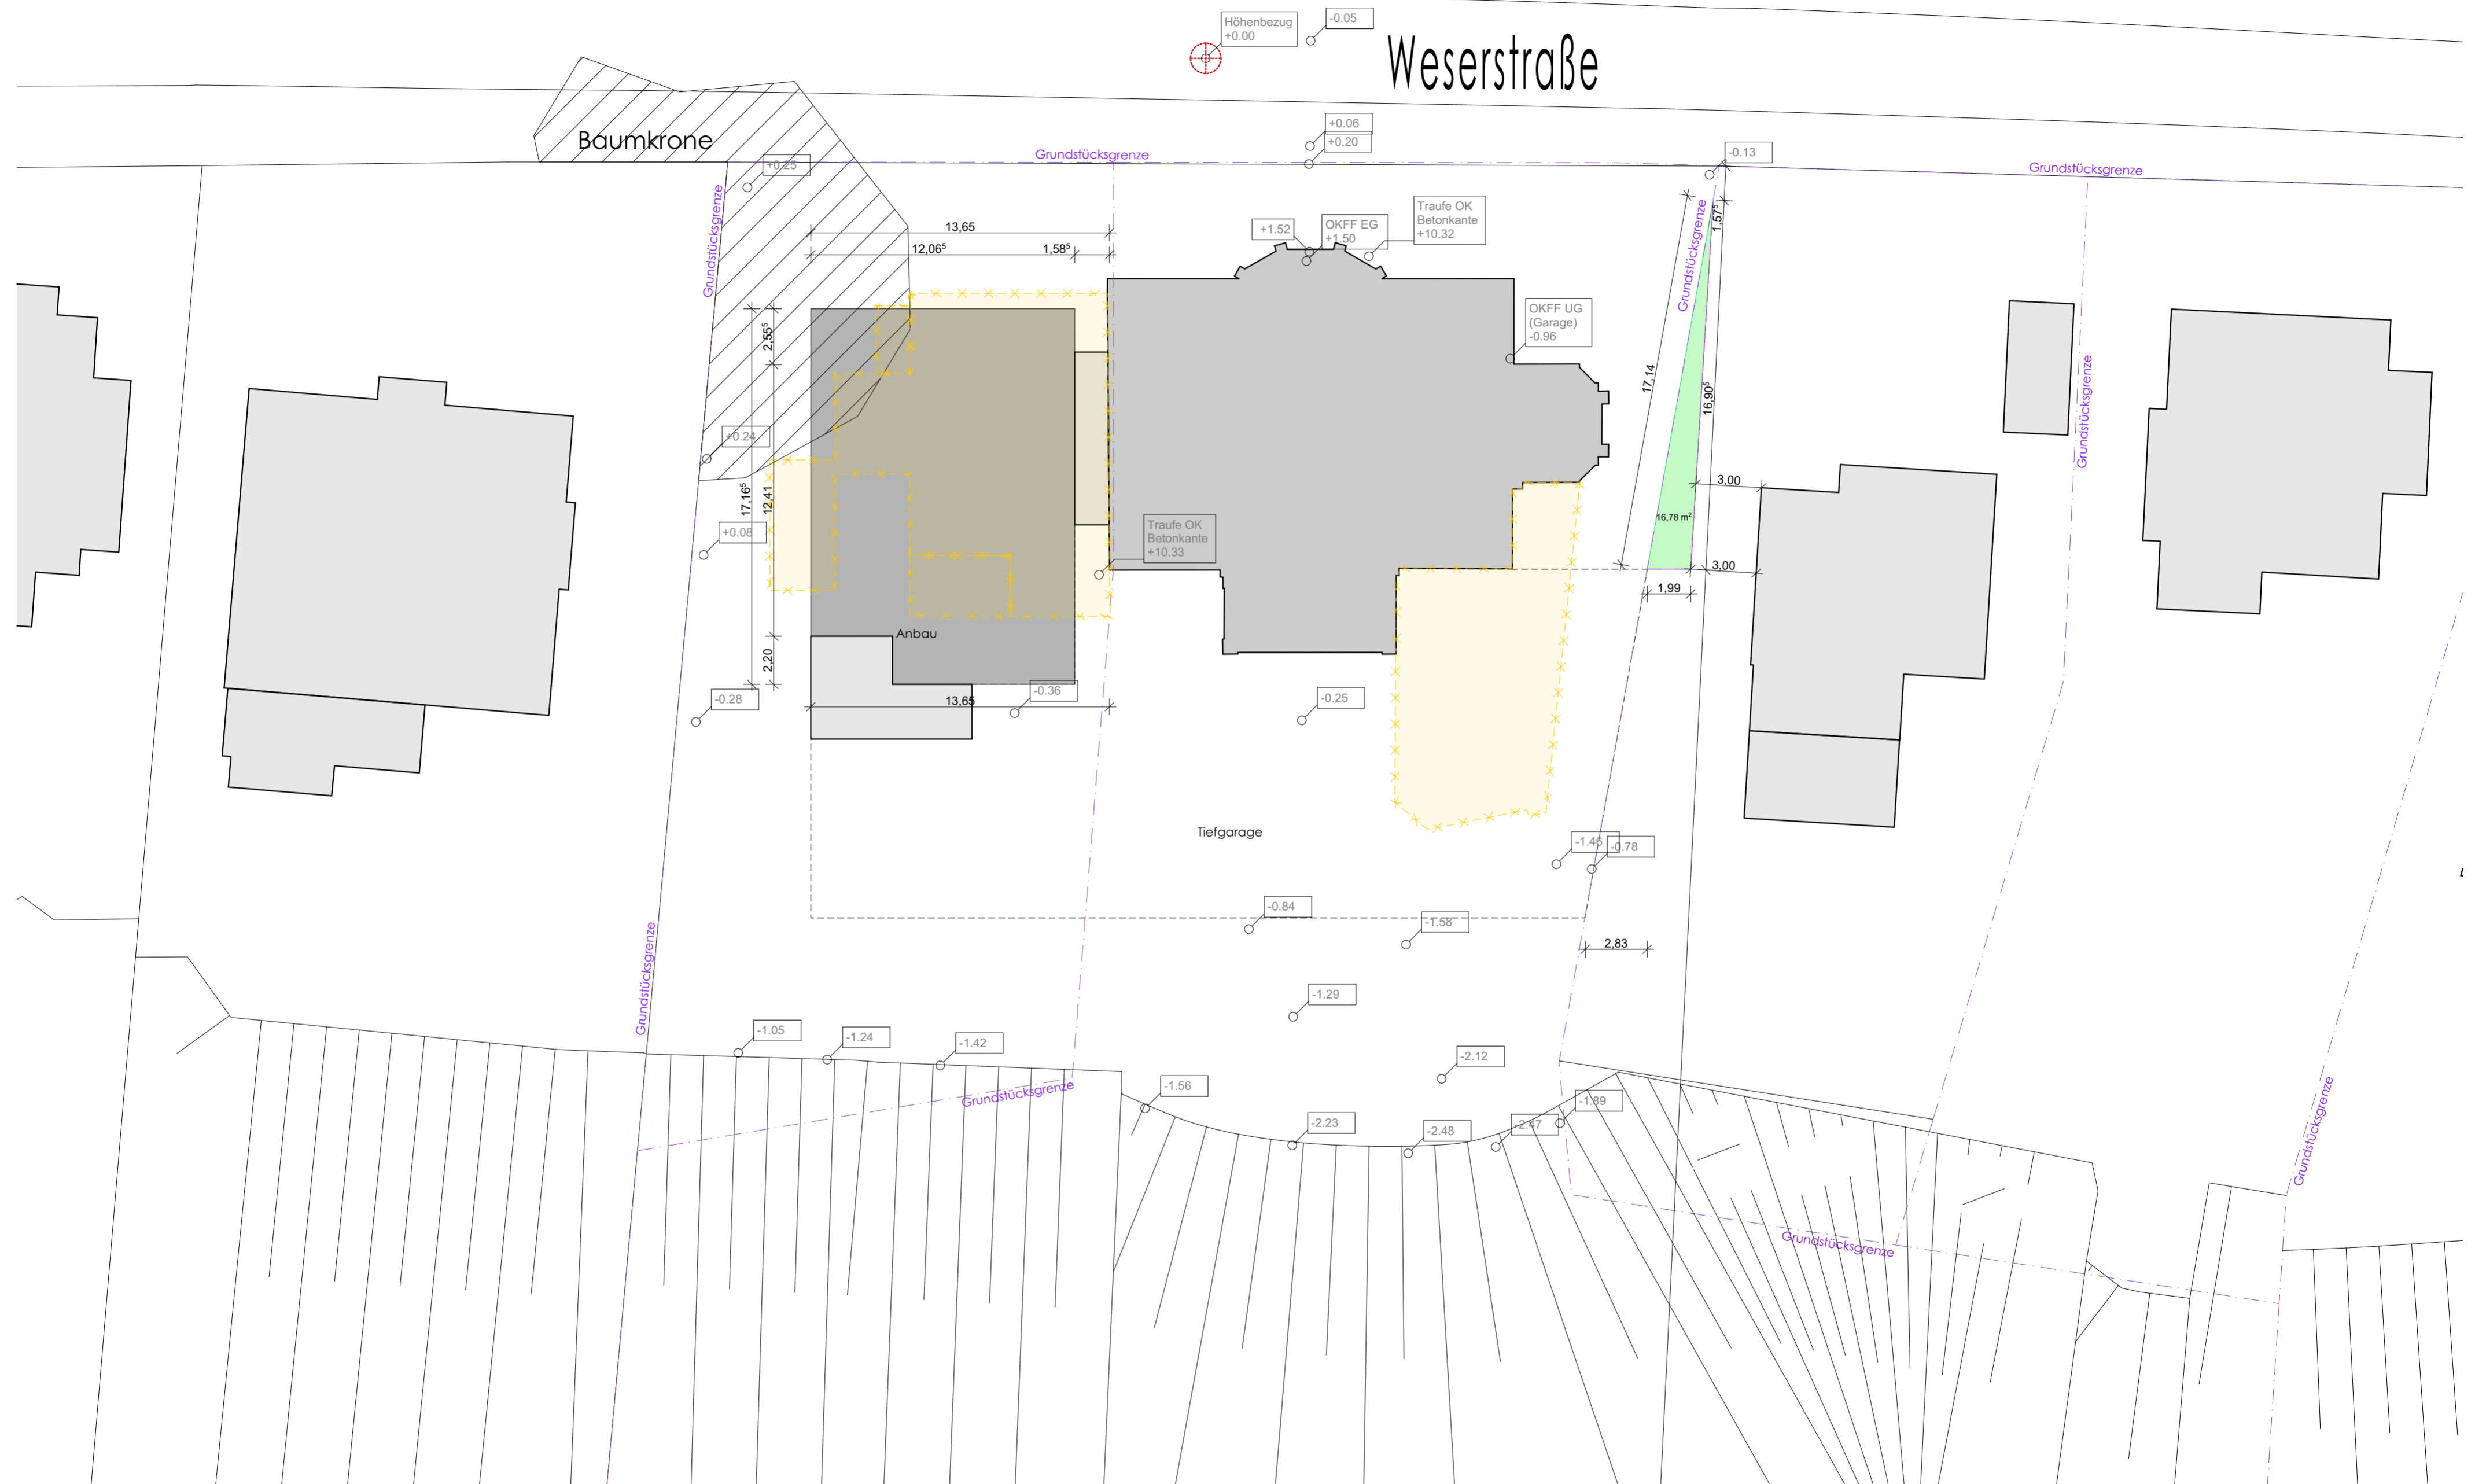 Höhenbezug
+0.00
-0.05
Weserstraße
Baumkrone
+0.06
+0.20
Grundstücksgrenze
-0.13
+0.25
Grundstücksgrenze
Grundstücksgrenze
13,65
12,06⁵
1,58⁵
+1.52
OKFF EG
+1.50
Traufe OK
Betonkante
+10.32
Grundstücksgrenze
1,57⁵
OKFF UG
(Garage)
-0.96
2,55⁵
17,14
16,90⁵
Grundstücksgrenze
+0.24
17,16⁵
12,41
3,00
16,78 m²
+0.08
Traufe OK
Betonkante
+10.33
3,00
1,99
Anbau
2,20
-0.28
-0.36
13,65
-0.25
Tiefgarage
-1.46
-0.78
-0.84
-1.58
2,83
Grundstücksgrenze
-1.29
-1.05
-1.24
-1.42
-2.12
-1.56
Grundstücksgrenze
-1.89
-2.23
-2.48
-2.47
Grundstücksgrenze
Grundstücksgrenze